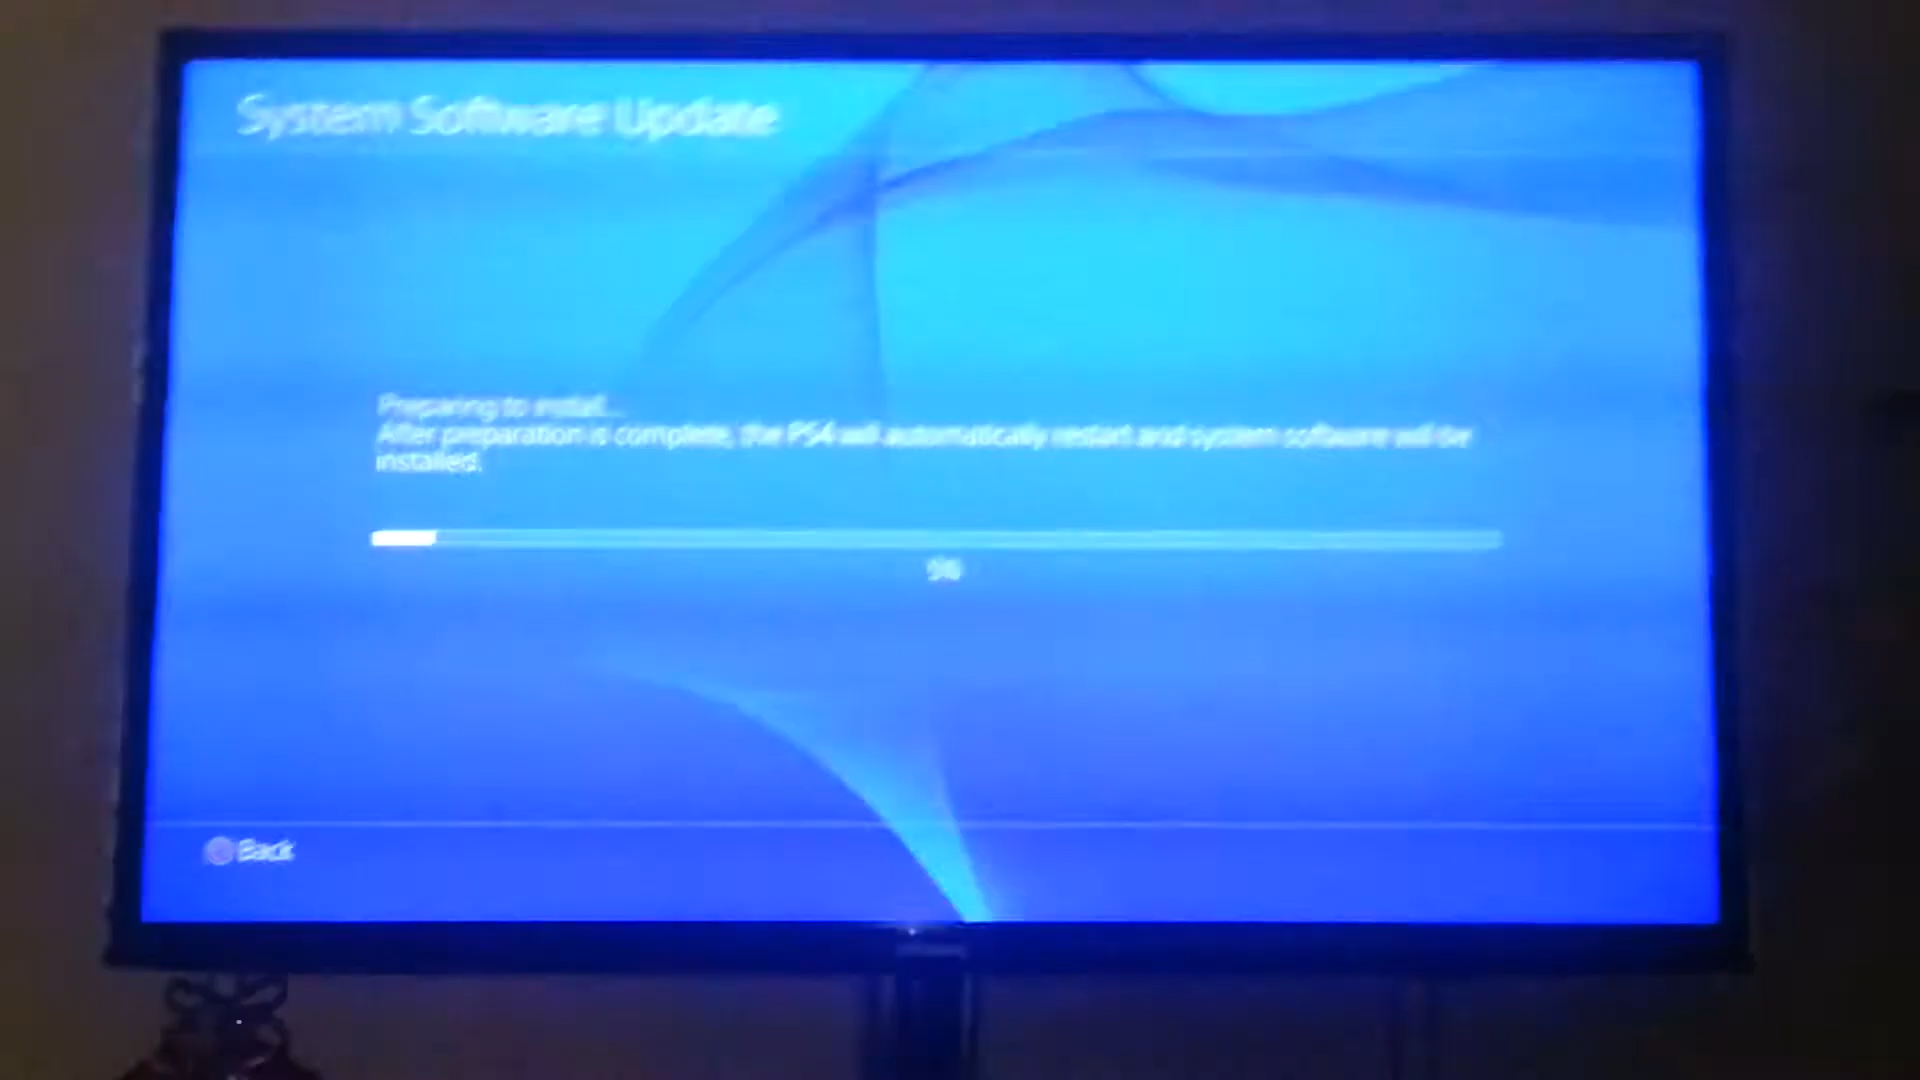 System Software Update
Preparing to install...
After preparation is complete, the PS4 will automatically restart and system software will be
installed.
Back